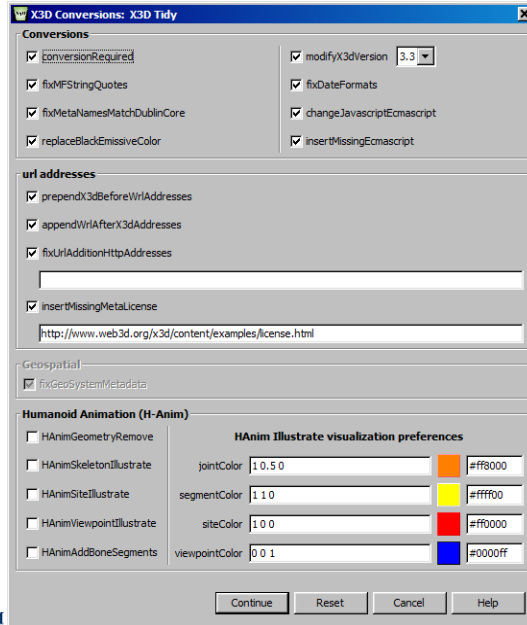 X3D Conversions: X3D Tidy
Conversions
conversionRequired
modifyX3dVersion 3.3
fixMFStringQuotes
fixDateFormats
fixMetaNamesMatchDublinCore
changeJavascriptEcmascript
replaceBlackEmissiveColor
insertMissingEcmascript
url addresses
prependX3dBeforeWrlAddresses
appendWrlAfterX3dAddresses
fixUrlAdditionHttpAddresses
insertMissingMetaLicense
http://www.web3d.org/x3d/content/examples/license.html
Geospatial
fixGeoSystemMetadata
Humanoid Animation (H-Anim)
HAnimGeometryRemove
HAnim Illustrate visualization preferences
HAnimSkeletonIllustrate
jointColor 1 0.5 0 #ff8000
HAnimSiteIllustrate
segmentColor 1 1 0 #ffff00
HAnimViewpointIllustrate
siteColor 1 0 0 #ff0000
HAnimAddBoneSegments
viewpointColor 0 0 1 #0000ff
Continue Reset Cancel Help